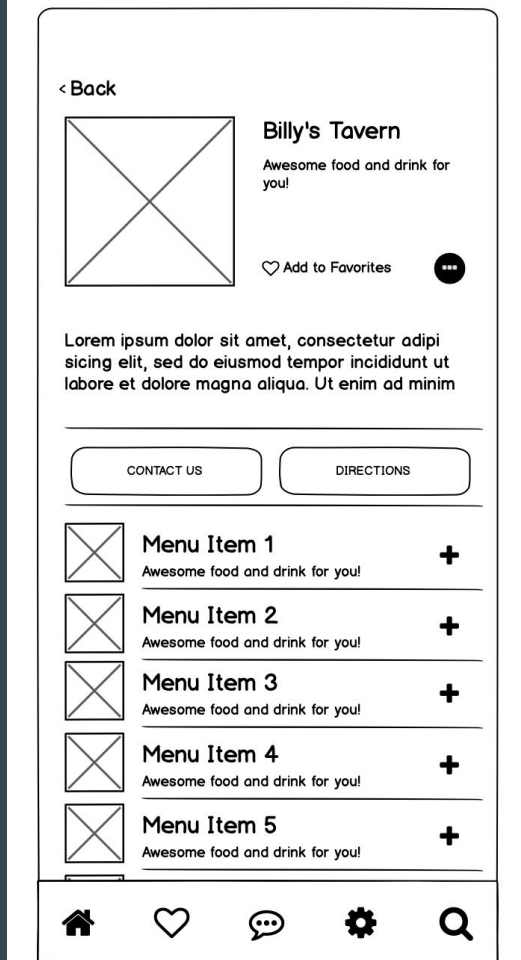 < Back
Billy's Tavern
Awesome food and drink for
you!
Add to Favorites
Lorem ipsum dolor sit amet, consectetur adipi
sicing elit, sed do eiusmod tempor incididunt ut
labore et dolore magna aliqua. Ut enim ad minim
CONTACT US
DIRECTIONS
Menu Item 1
Awesome food and drink for you!
Menu Item 2
Awesome food and drink for you!
Menu Item 3
Awesome food and drink for you!
Menu Item 4
Awesome food and drink for you!
Menu Item 5
Awesome food and drink for you!